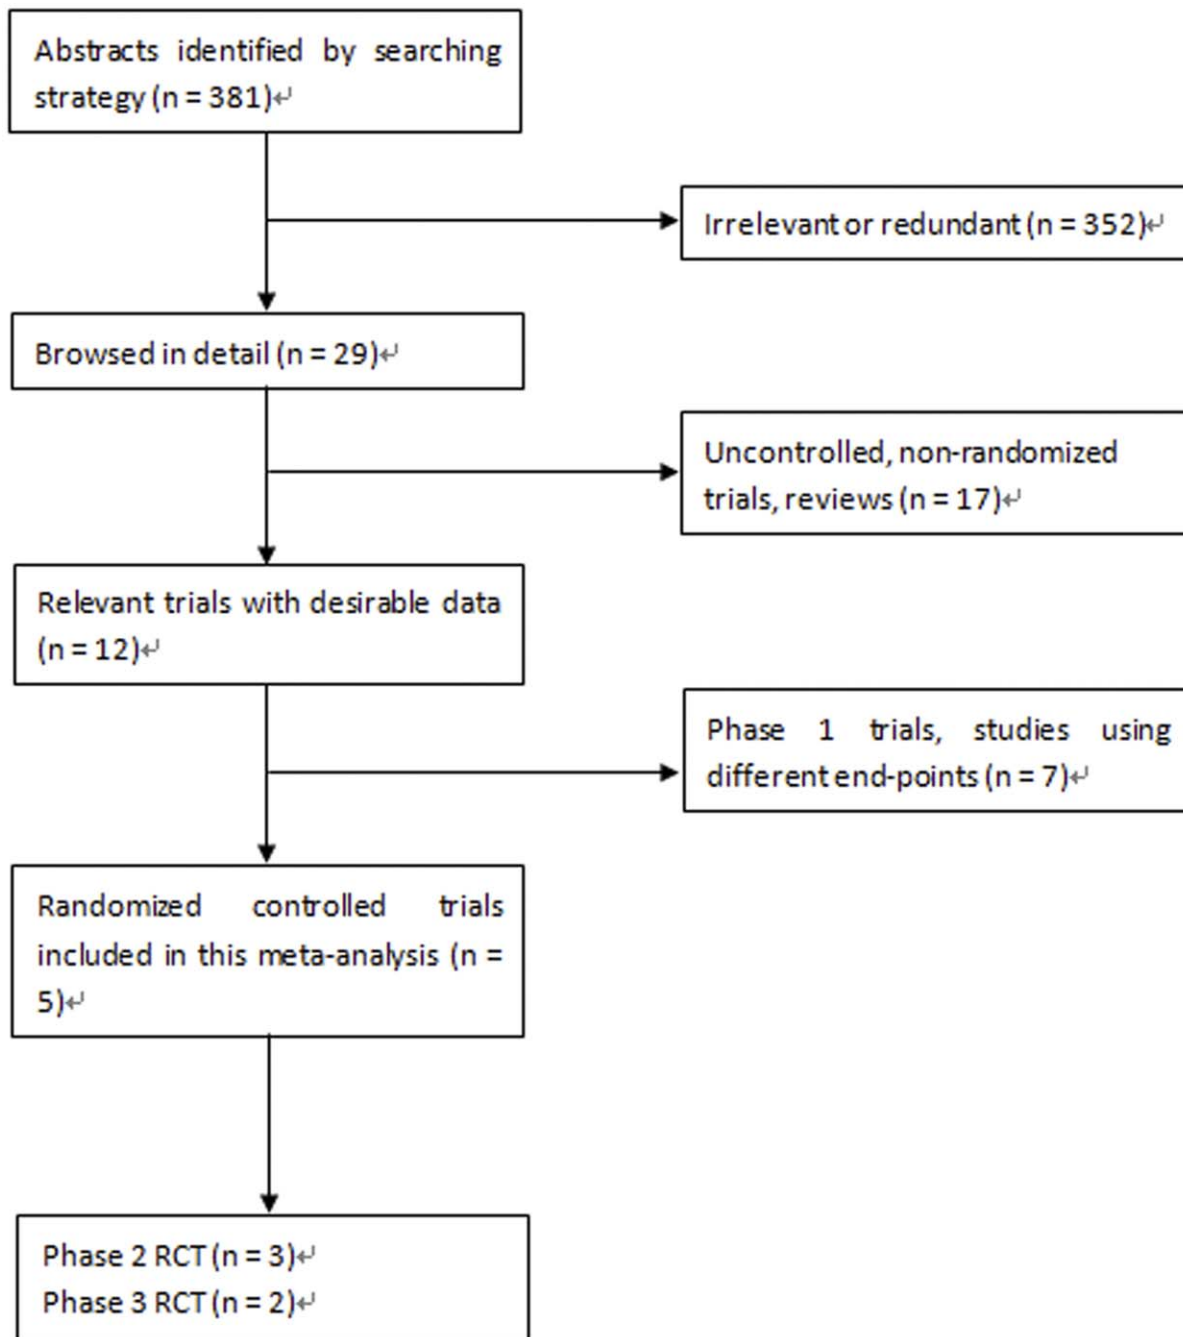 Abstracts identified by searching
strategy (n = 381)↵
Irrelevant or redundant (n = 352)↵
Browsed in detail (n = 29)↵
Uncontrolled, non-randomized
trials, reviews (n = 17)↵
Relevant trials with desirable data
(n = 12)↵
Phase 1 trials, studies using
different end-points (n = 7)↵
Randomized controlled trials
included in this meta-analysis (n =
5)↵
Phase 2 RCT (n = 3)↵
Phase 3 RCT (n = 2)↵